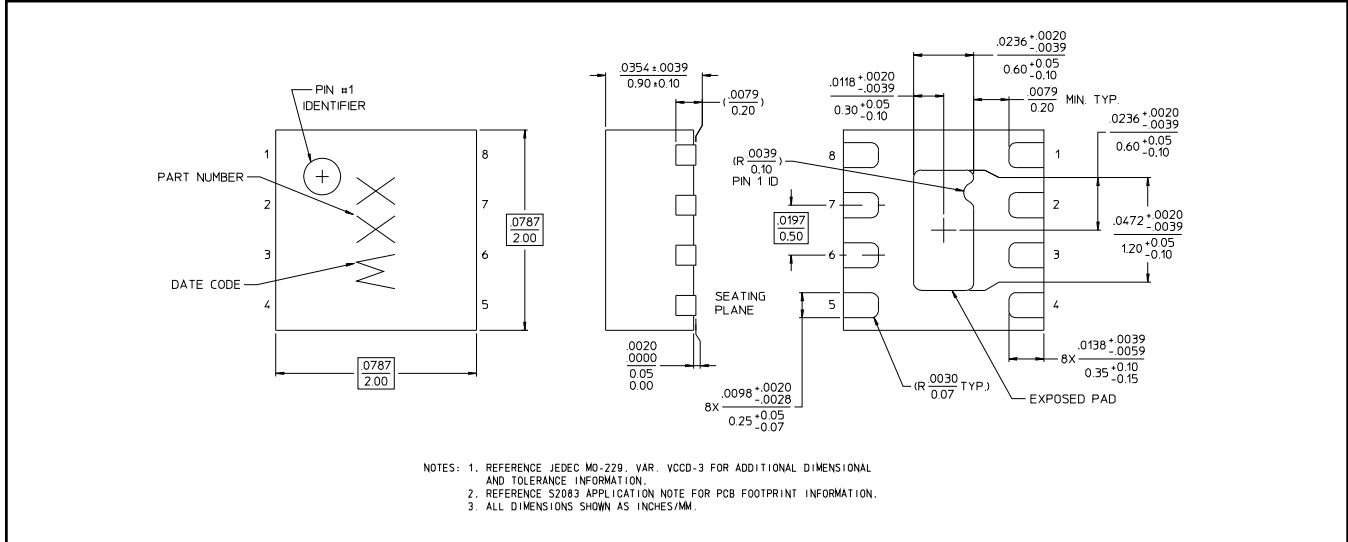 PIN #1
IDENTIFIER
PART NUMBER
DATE CODE
1
2
3
4
8
7
6
5
.0787
2.00
.0787
2.00
.0354 ±.0039
0.90 ±0.10
( .0079
0.20 )
SEATING
PLANE
.0020
.0000
0.05
0.00
.0236 +.0020
-.0039
0.60 +0.05
-0.10
.0118 +.0020
-.0039
0.30 +0.05
-0.10
.0079
0.20 MIN. TYP.
.0236 +.0020
-.0039
0.60 +0.05
-0.10
(R .0039
0.10 )
PIN 1 ID
8
7
6
5
1
2
3
4
.0197
0.50
.0472 +.0020
-.0039
1.20 +0.05
-0.10
8X .0138 +.0039
-.0059
0.35 +0.10
-0.15
8X .0098 +.0020
-.0028
0.25 +0.05
-0.07
(R .0030
0.07 TYP.)
EXPOSED PAD
NOTES: 1. REFERENCE JEDEC MO-229, VAR. VCCD-3 FOR ADDITIONAL DIMENSIONAL
AND TOLERANCE INFORMATION.
2. REFERENCE S2083 APPLICATION NOTE FOR PCB FOOTPRINT INFORMATION.
3. ALL DIMENSIONS SHOWN AS INCHES/MM.
XX
W